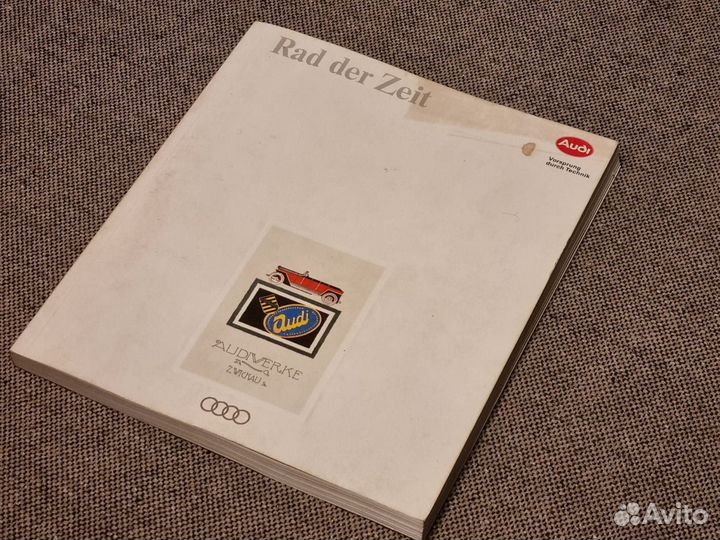 Rad der Zeit
Audi
Vorsprung
durch Technik
Audi
AUDIWERKE
A. G.
ZWICKAU
Avito